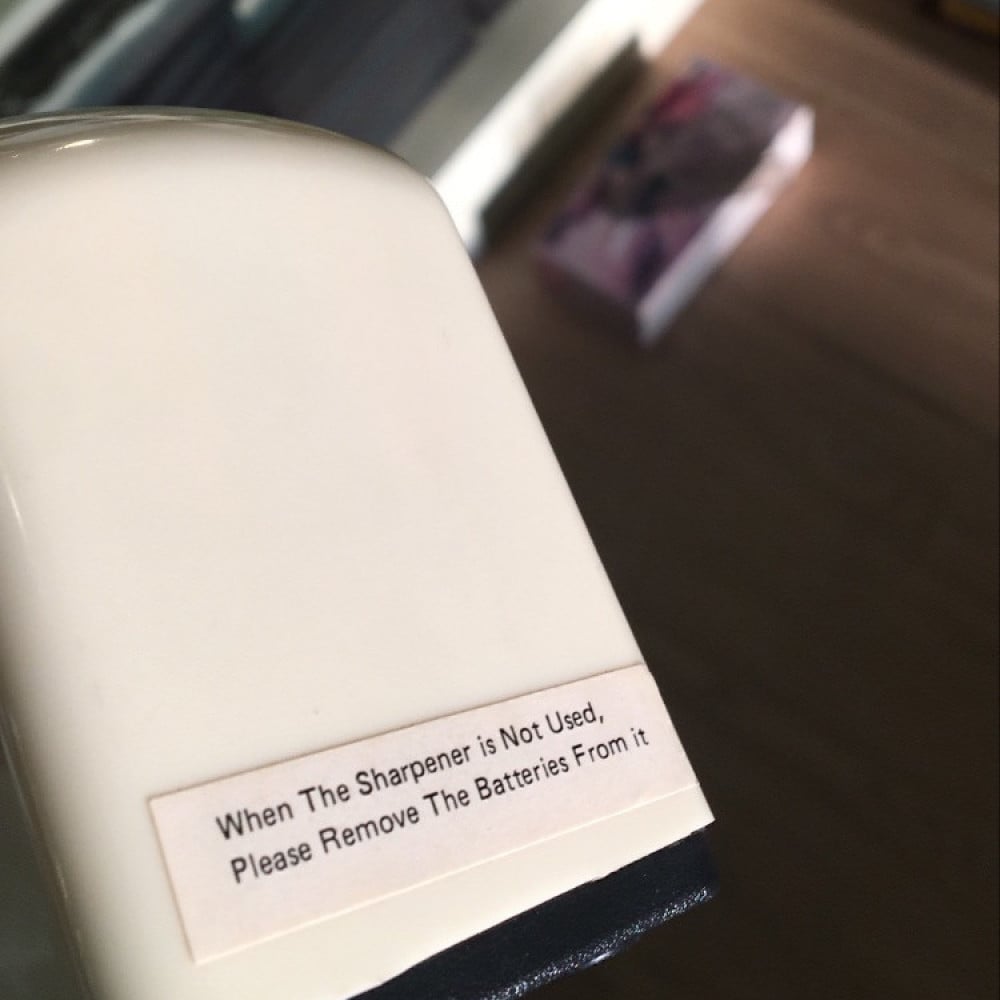 When The Sharpener is Not Used,
Please Remove The Batteries From it